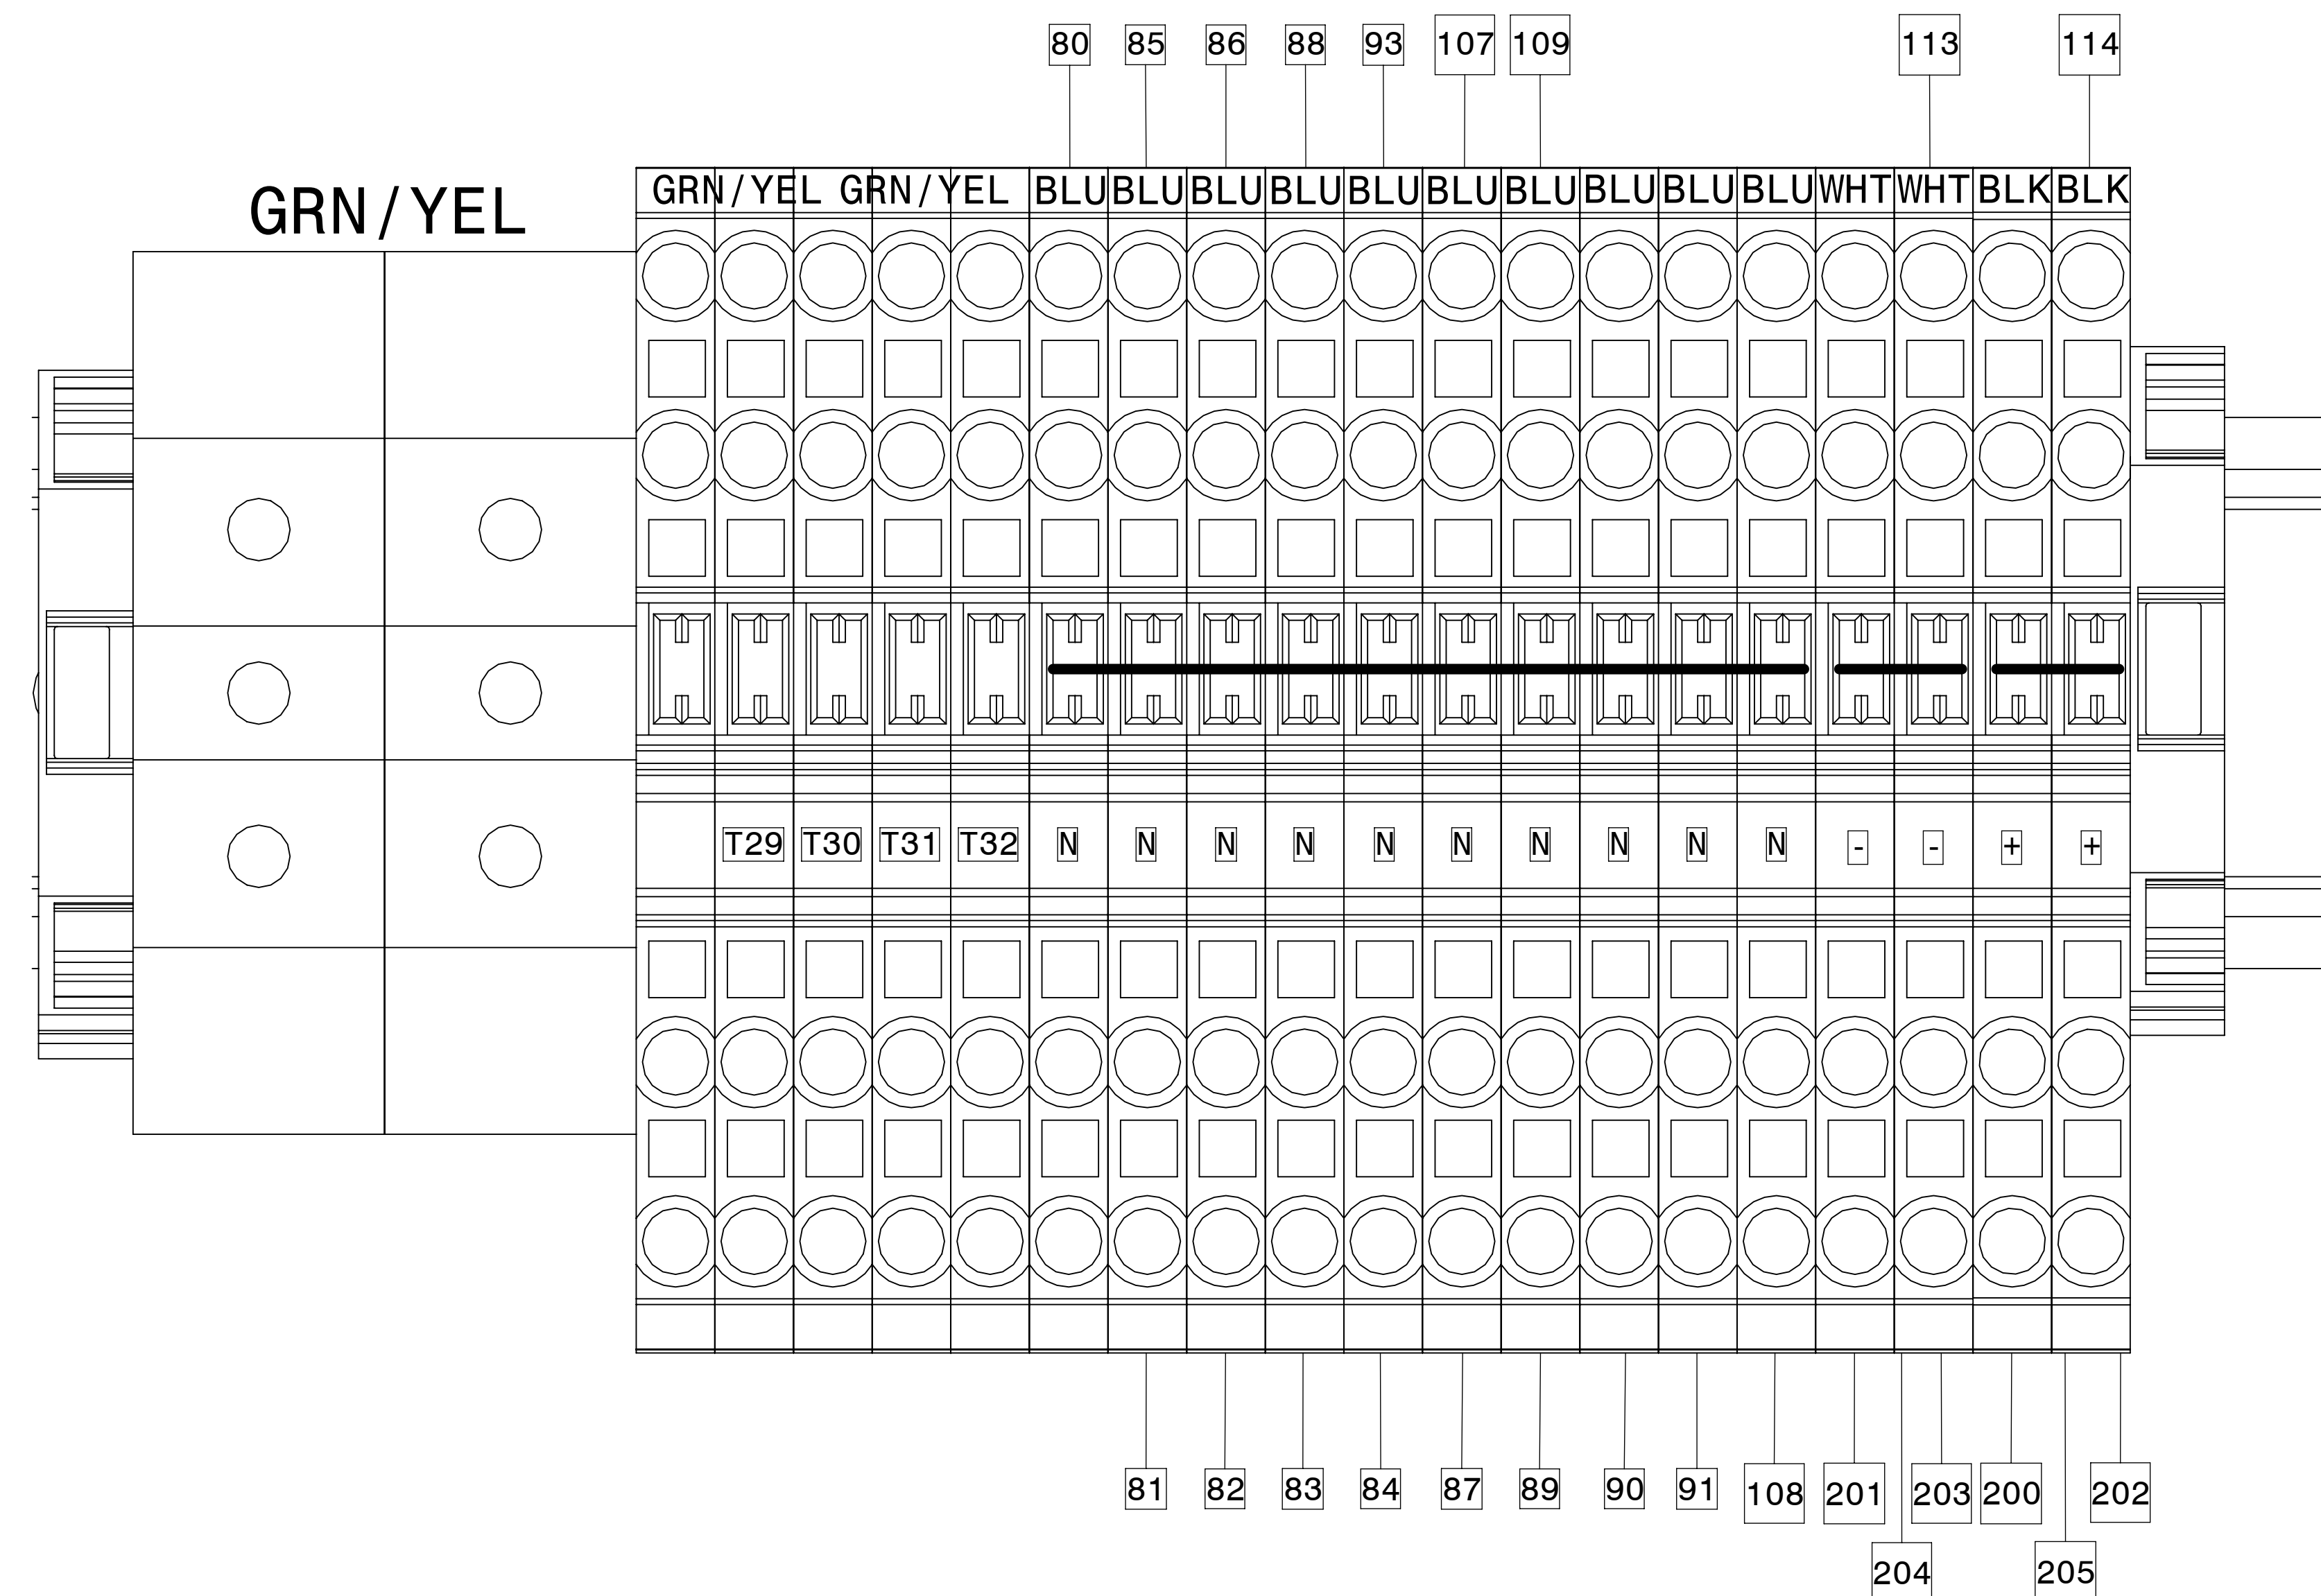 80 85 86 88 93 107 109 113 114
GRN/YEL GRN/YEL GRN/YEL BLU BLU BLU BLU BLU BLU BLU BLU BLU BLU WHT WHT BLK BLK
T29 T30 T31 T32 N N N N N N N N N N - - + +
81 82 83 84 87 89 90 91 108 201 203 200 202
204 205